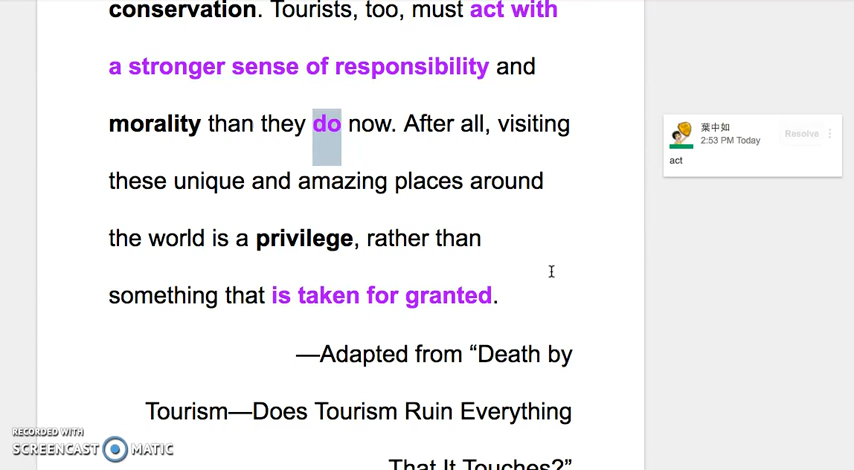 conservation. Tourists, too, must act with
a stronger sense of responsibility and
morality than they do now. After all, visiting
these unique and amazing places around
the world is a privilege, rather than
something that is taken for granted.
—Adapted from “Death by
Tourism—Does Tourism Ruin Everything
That It Touches?”
葉中如
2:53 PM Today
Resolve
act
RECORDED WITH
SCREENCAST MATIC